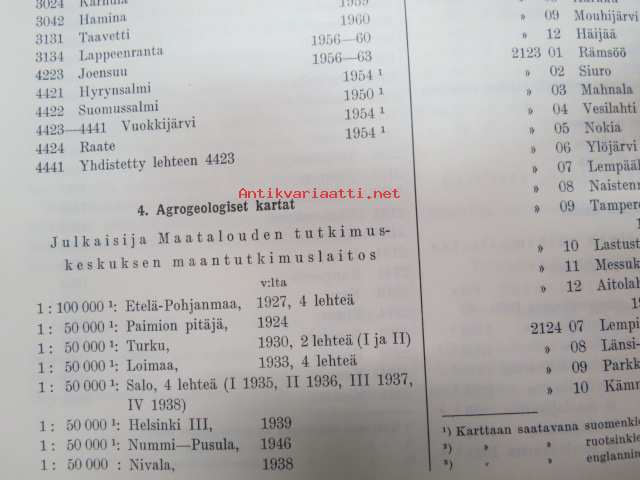 3024 Karhula 1959
3042 Hamina 1960
3131 Taavetti 1956—60
3134 Lappeenranta 1956—63
4223 Joensuu 1954 ¹
4421 Hyrynsalmi 1950 ¹
4422 Suomussalmi 1954 ¹
4423—4441 Vuokkijärvi 1954 ¹
4424 Raate
4441 Yhdistetty lehteen 4423
Antikvariaatti.net
4. Agrogeologiset kartat
Julkaisija Maatalouden tutkimus-
keskuksen maantutkimuslaitos
v:lta
1 : 100 000 ¹: Etelä-Pohjanmaa, 1927, 4 lehteä
1 : 50 000 ¹: Paimion pitäjä, 1924
1 : 50 000 ¹: Turku, 1930, 2 lehteä (I ja II)
1 : 50 000 ¹: Loimaa, 1933, 4 lehteä
1 : 50 000 ¹: Salo, 4 lehteä (I 1935, II 1936, III 1937,
IV 1938)
1 : 50 000 ¹: Helsinki III, 1939
1 : 50 000 ¹: Nummi—Pusula, 1946
1 : 50 000 : Nivala, 1938
» 09 Mouhijärvi
» 12 Häijää
2123 01 Rämsöö
» 02 Siuro
» 03 Mahnala
» 04 Vesilahti
» 05 Nokia
» 06 Ylöjärvi
» 07 Lempää
» 08 Naisten
» 09 Tamper
» 10 Lastust
» 11 Messuk
» 12 Aitolah
2124 07 Lempi
» 08 Länsi-
» 09 Parkk
» 10 Kämm
¹) Karttaan saatavana suomenkie
²) » » ruotsinkie
³) » » englannin